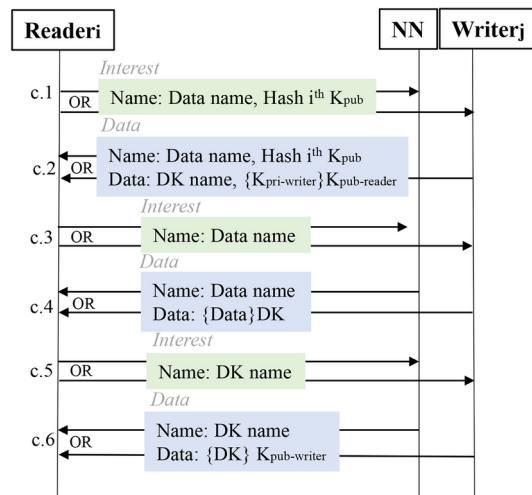 Readeri NN Writerj
Interest
c.1 OR Name: Data name, Hash iᵗʰ Kpub
Data
c.2 OR Name: Data name, Hash iᵗʰ Kpub
Data: DK name, {Kpri-writer}Kpub-reader
Interest
c.3 OR Name: Data name
Data
c.4 OR Name: Data name
Data: {Data}DK
Interest
c.5 OR Name: DK name
Data
c.6 OR Name: DK name
Data: {DK} Kpub-writer